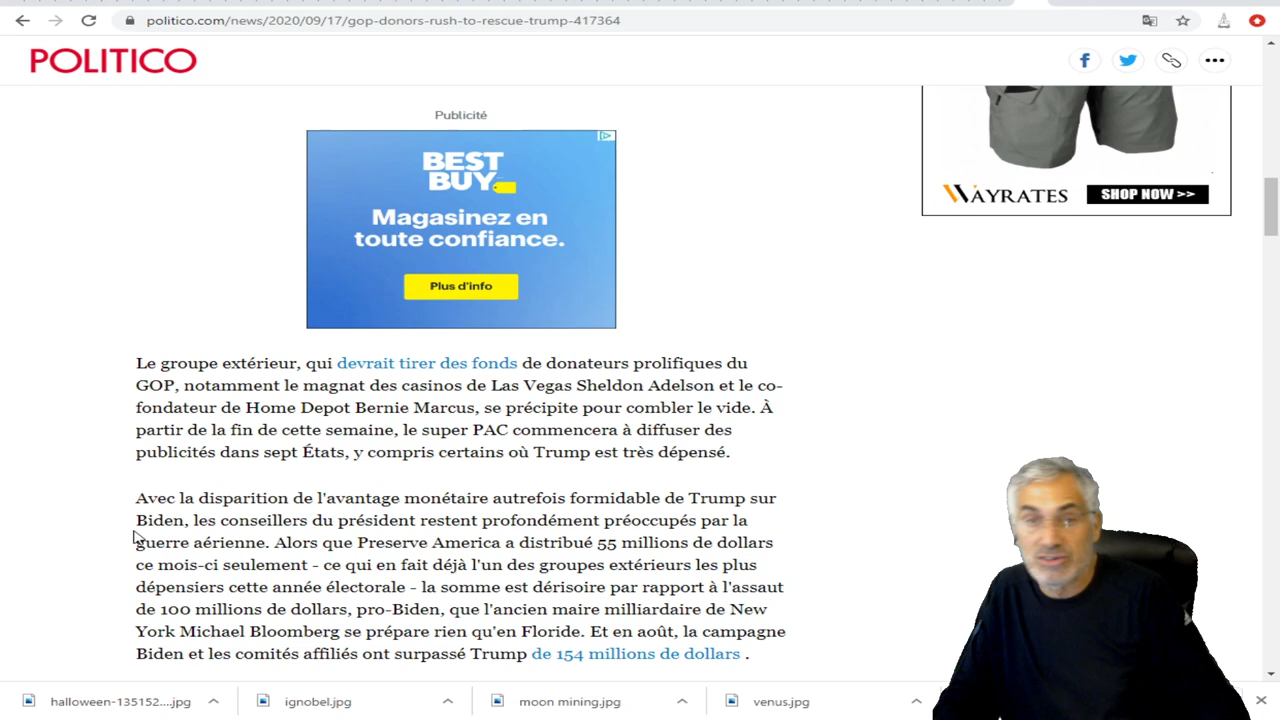 politico.com/news/2020/09/17/gop-donors-rush-to-rescue-trump-417364
POLITICO
Publicité
BEST
BUY
Magasinez en
toute confiance.
Plus d'info
WAYRATES
SHOP NOW >>
Le groupe extérieur, qui devrait tirer des fonds de donateurs prolifiques du
GOP, notamment le magnat des casinos de Las Vegas Sheldon Adelson et le co-
fondateur de Home Depot Bernie Marcus, se précipite pour combler le vide. À
partir de la fin de cette semaine, le super PAC commencera à diffuser des
publicités dans sept États, y compris certains où Trump est très dépensé.
Avec la disparition de l'avantage monétaire autrefois formidable de Trump sur
Biden, les conseillers du président restent profondément préoccupés par la
guerre aérienne. Alors que Preserve America a distribué 55 millions de dollars
ce mois-ci seulement - ce qui en fait déjà l'un des groupes extérieurs les plus
dépensiers cette année électorale - la somme est dérisoire par rapport à l'assaut
de 100 millions de dollars, pro-Biden, que l'ancien maire milliardaire de New
York Michael Bloomberg se prépare rien qu'en Floride. Et en août, la campagne
Biden et les comités affiliés ont surpassé Trump de 154 millions de dollars .
halloween-135152....jpg
ignobel.jpg
moon mining.jpg
venus.jpg